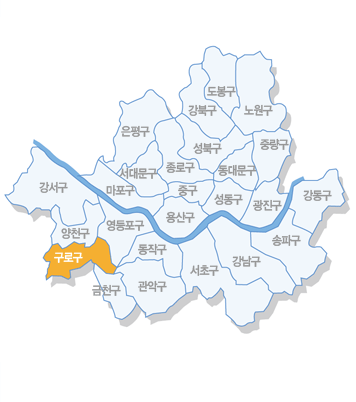 도봉구
강북구
노원구
은평구
성북구
중랑구
종로구
동대문구
서대문구
강서구
마포구
중구
성동구
광진구
강동구
용산구
영등포구
양천구
동작구
송파구
구로구
강남구
서초구
관악구
금천구